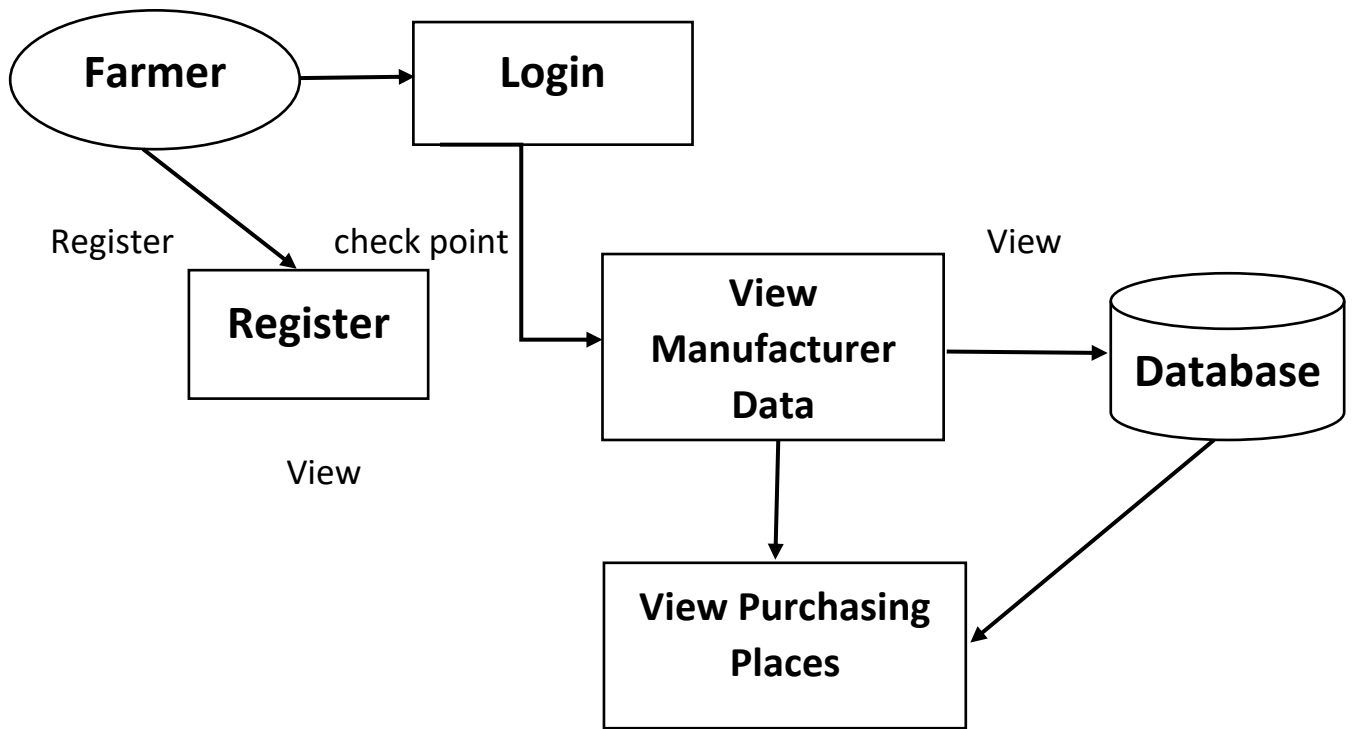 Farmer
Login
Register
check point
View
Register
View
Manufacturer
Data
Database
View
View Purchasing
Places